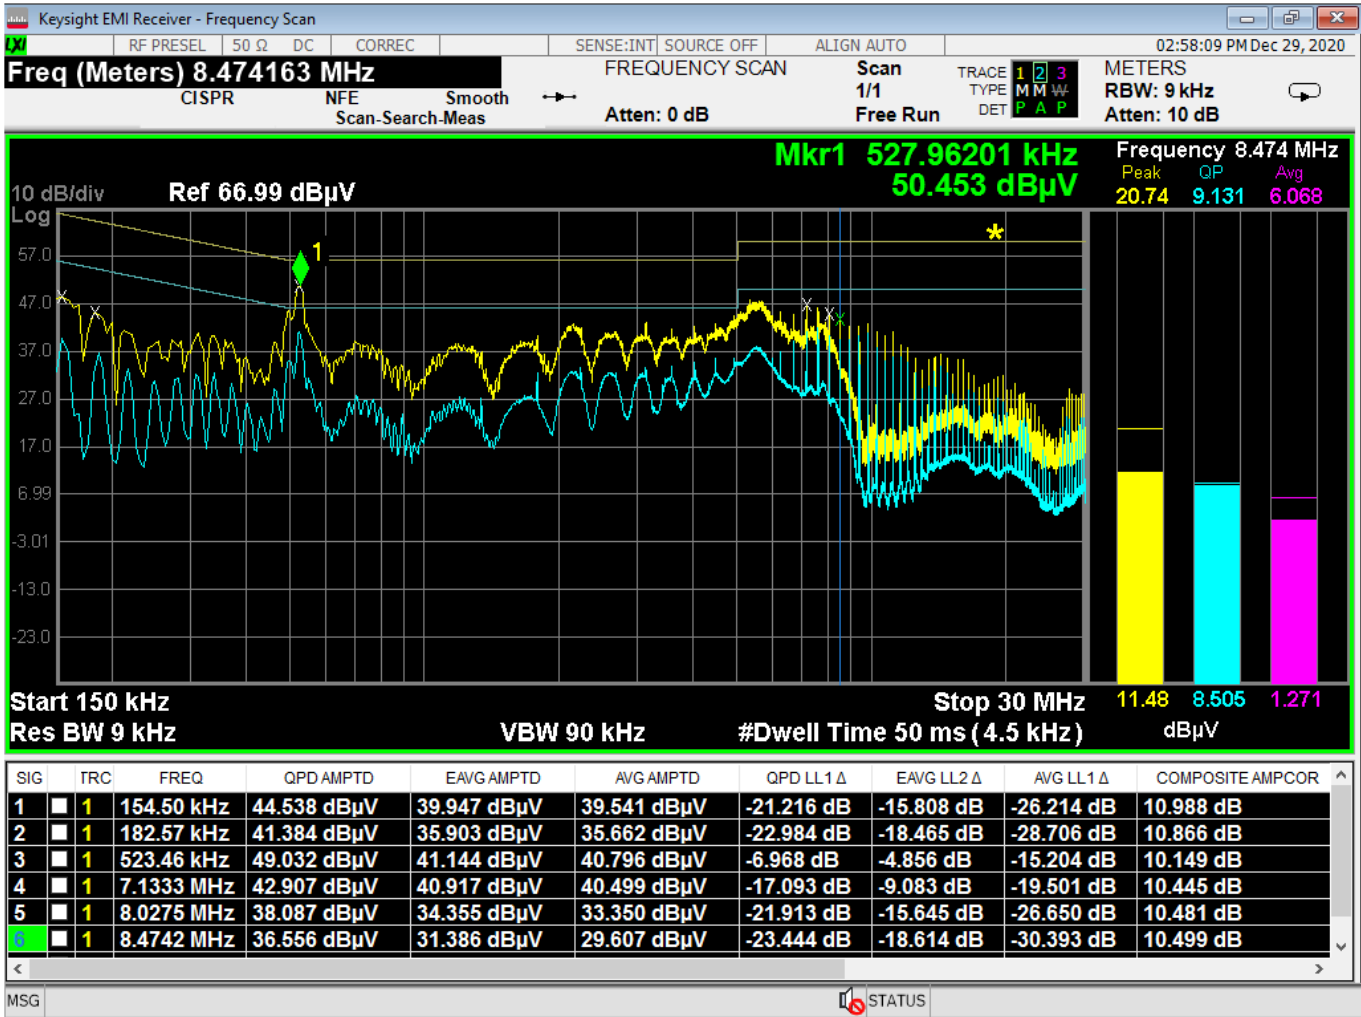 Keysight EMI Receiver - Frequency Scan
LXI RF PRESEL 50 Ω DC CORREC SENSE:INT SOURCE OFF ALIGN AUTO 02:58:09 PM Dec 29, 2020
Freq (Meters) 8.474163 MHz
CISPR NFE Smooth
Scan-Search-Meas
FREQUENCY SCAN
Atten: 0 dB
Scan
1/1
Free Run
TRACE 1 2 3
TYPE M M W
DET P A P
METERS
RBW: 9 kHz
Atten: 10 dB
Mkr1 527.96201 kHz
50.453 dBµV
10 dB/div Ref 66.99 dBµV
Log
57.0
47.0
37.0
27.0
17.0
6.99
-3.01
-13.0
-23.0
1
*
Start 150 kHz Stop 30 MHz
Res BW 9 kHz VBW 90 kHz #Dwell Time 50 ms (4.5 kHz)
Frequency 8.474 MHz
Peak QP Avg
20.74 9.131 6.068
11.48 8.505 1.271
dBµV
SIG TRC FREQ QPD AMPTD EAVG AMPTD AVG AMPTD QPD LL1 Δ EAVG LL2 Δ AVG LL1 Δ COMPOSITE AMPCOR
1 1 154.50 kHz 44.538 dBµV 39.947 dBµV 39.541 dBµV -21.216 dB -15.808 dB -26.214 dB 10.988 dB
2 1 182.57 kHz 41.384 dBµV 35.903 dBµV 35.662 dBµV -22.984 dB -18.465 dB -28.706 dB 10.866 dB
3 1 523.46 kHz 49.032 dBµV 41.144 dBµV 40.796 dBµV -6.968 dB -4.856 dB -15.204 dB 10.149 dB
4 1 7.1333 MHz 42.907 dBµV 40.917 dBµV 40.499 dBµV -17.093 dB -9.083 dB -19.501 dB 10.445 dB
5 1 8.0275 MHz 38.087 dBµV 34.355 dBµV 33.350 dBµV -21.913 dB -15.645 dB -26.650 dB 10.481 dB
6 1 8.4742 MHz 36.556 dBµV 31.386 dBµV 29.607 dBµV -23.444 dB -18.614 dB -30.393 dB 10.499 dB
MSG STATUS